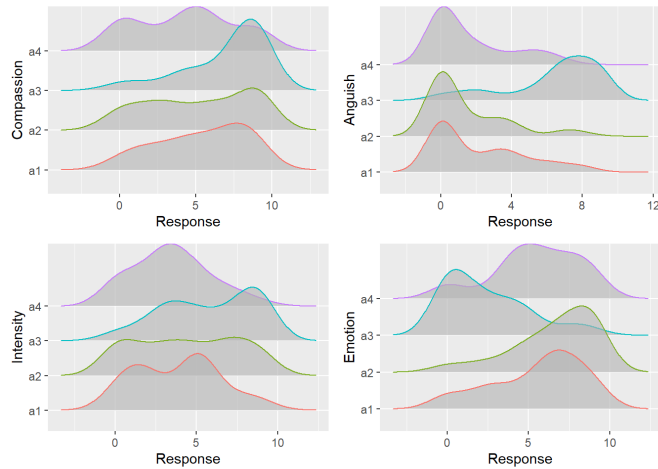 Compassion
a4
a3
a2
a1
0
5
10
Response
Anguish
a4
a3
a2
a1
0
4
8
12
Response
Intensity
a4
a3
a2
a1
0
5
10
Response
Emotion
a4
a3
a2
a1
0
5
10
Response